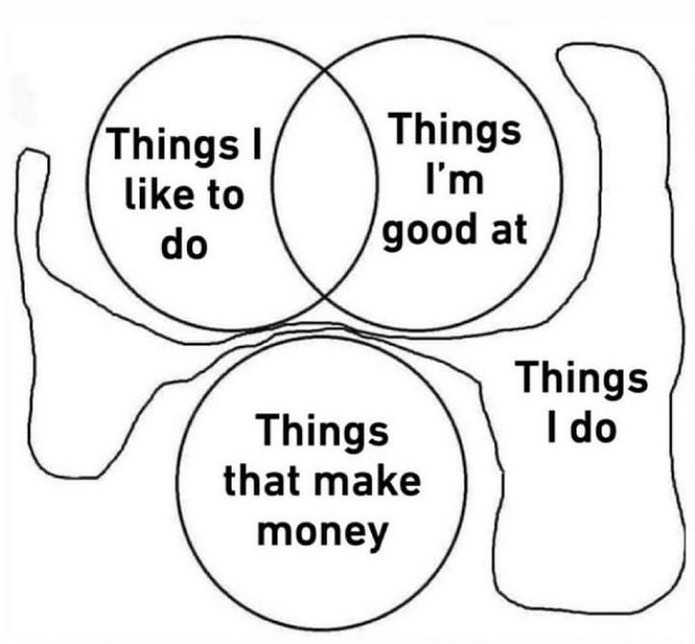 Things I
like to
do
Things
I'm
good at
Things
I do
Things
that make
money